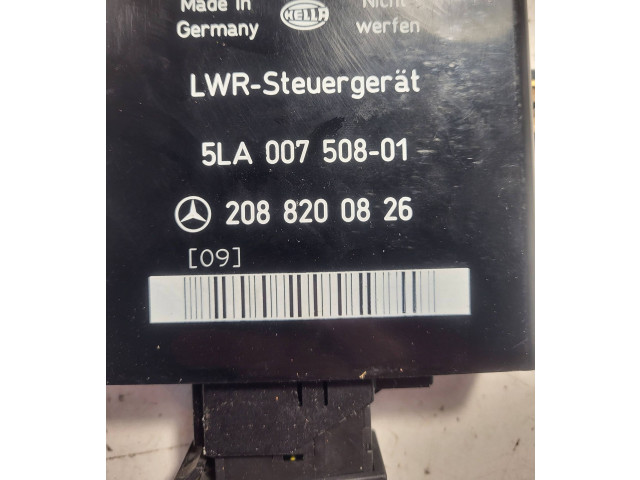 Made in HELLA Nicht
Germany werfen
LWR-Steuergerät
5LA 007 508-01
208 820 08 26
[09]